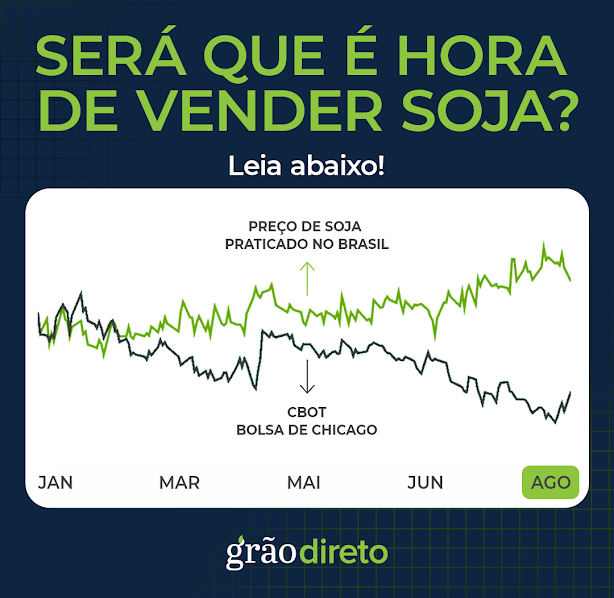 SERÁ QUE É HORA
DE VENDER SOJA?
Leia abaixo!
PREÇO DE SOJA
PRATICADO NO BRASIL
CBOT
BOLSA DE CHICAGO
JAN MAR MAI JUN AGO
grãodireto